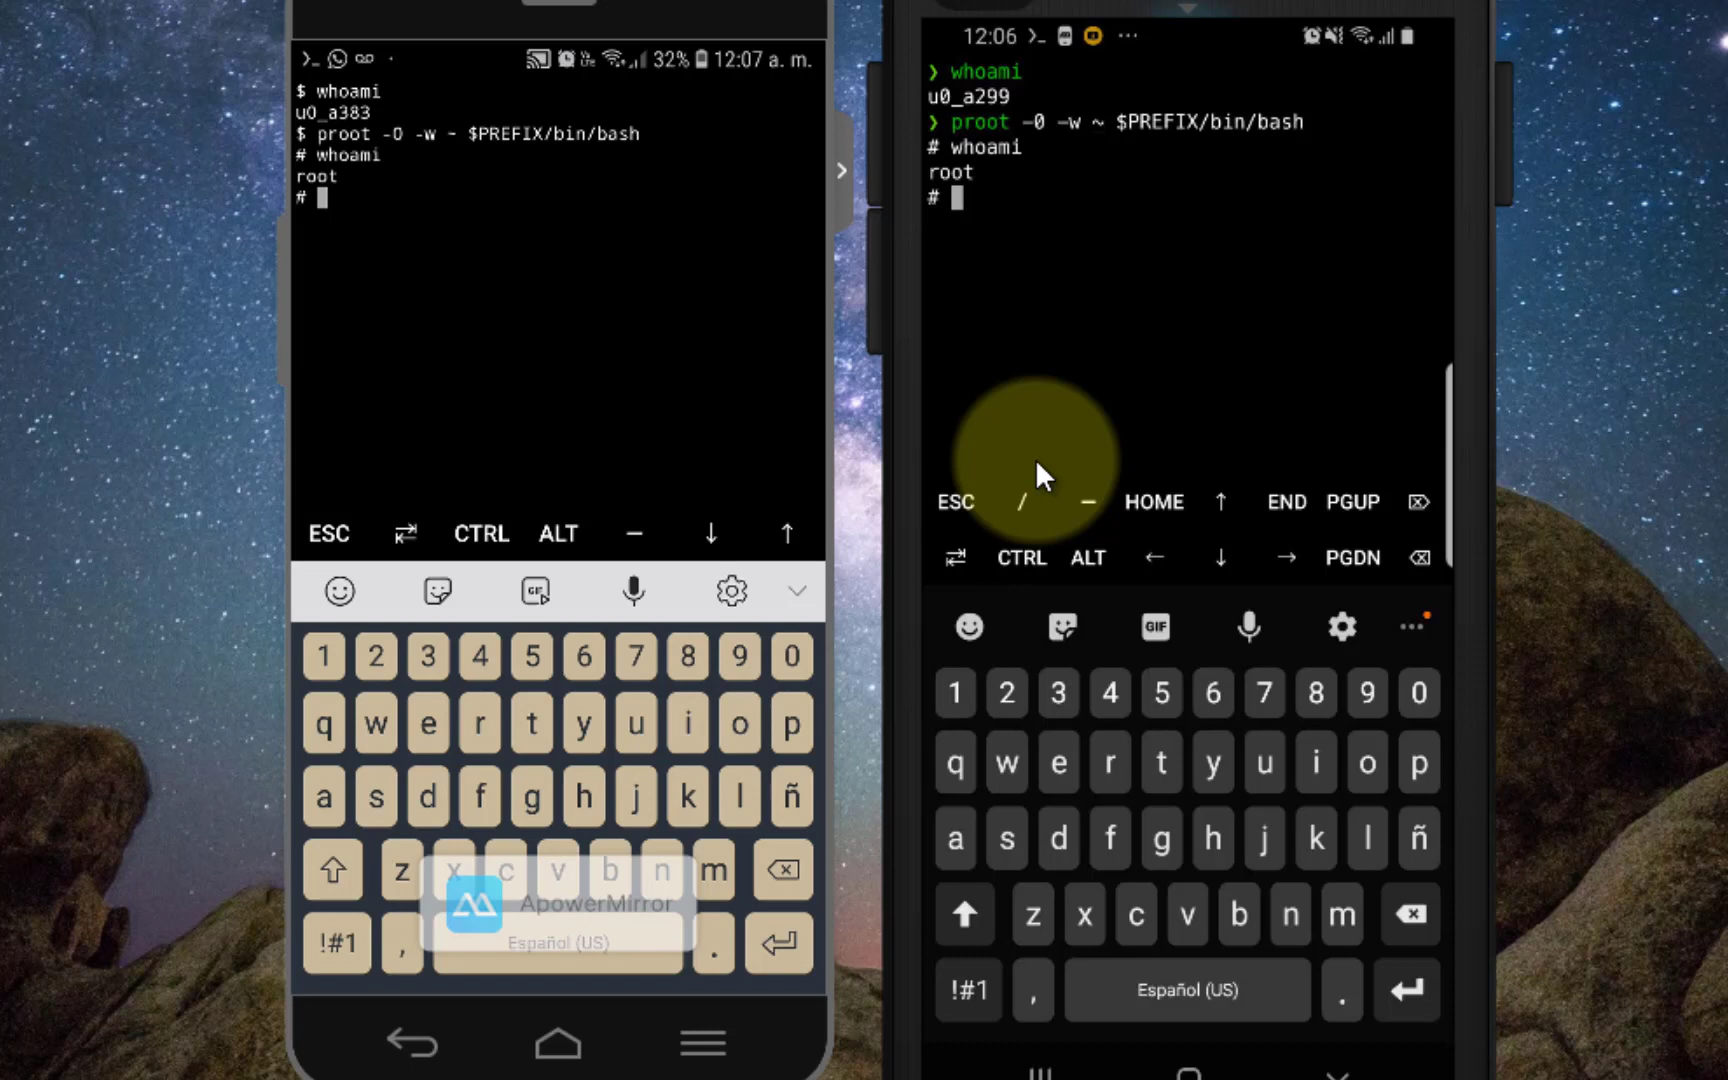 32% 12:07 a. m.
$ whoami
u0_a383
$ proot -0 -w ~ $PREFIX/bin/bash
# whoami
root
#
ESC CTRL ALT — ↓ ↑
GIF
1 2 3 4 5 6 7 8 9 0
q w e r t y u i o p
a s d f g h j k l ñ
z x c v b n m
ApowerMirror
!#1 , Español (US) .
12:06
❯ whoami
u0_a299
❯ proot -0 -w ~ $PREFIX/bin/bash
# whoami
root
#
ESC / — HOME ↑ END PGUP
CTRL ALT ← ↓ → PGDN
GIF
1 2 3 4 5 6 7 8 9 0
q w e r t y u i o p
a s d f g h j k l ñ
z x c v b n m
!#1 , Español (US) .